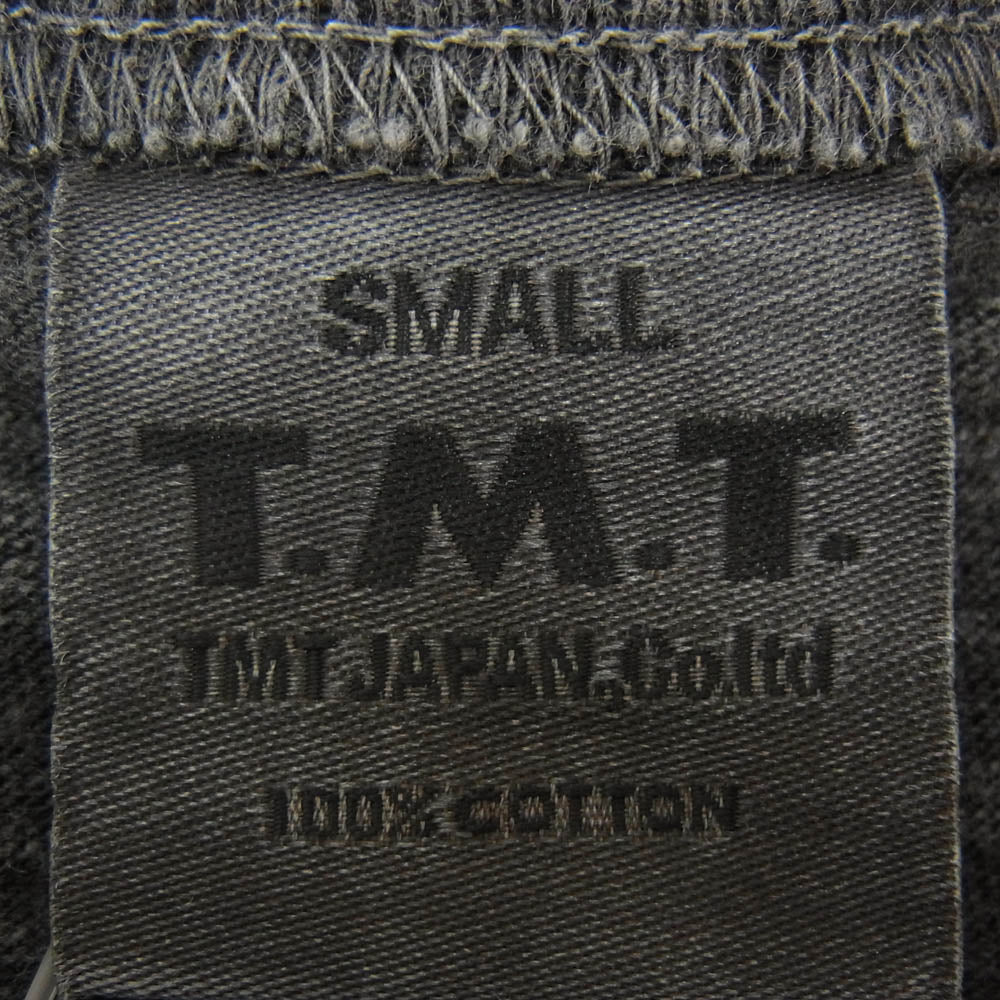 SMALL
T.M.T.
TMT JAPAN,Co.ltd
100% COTTON